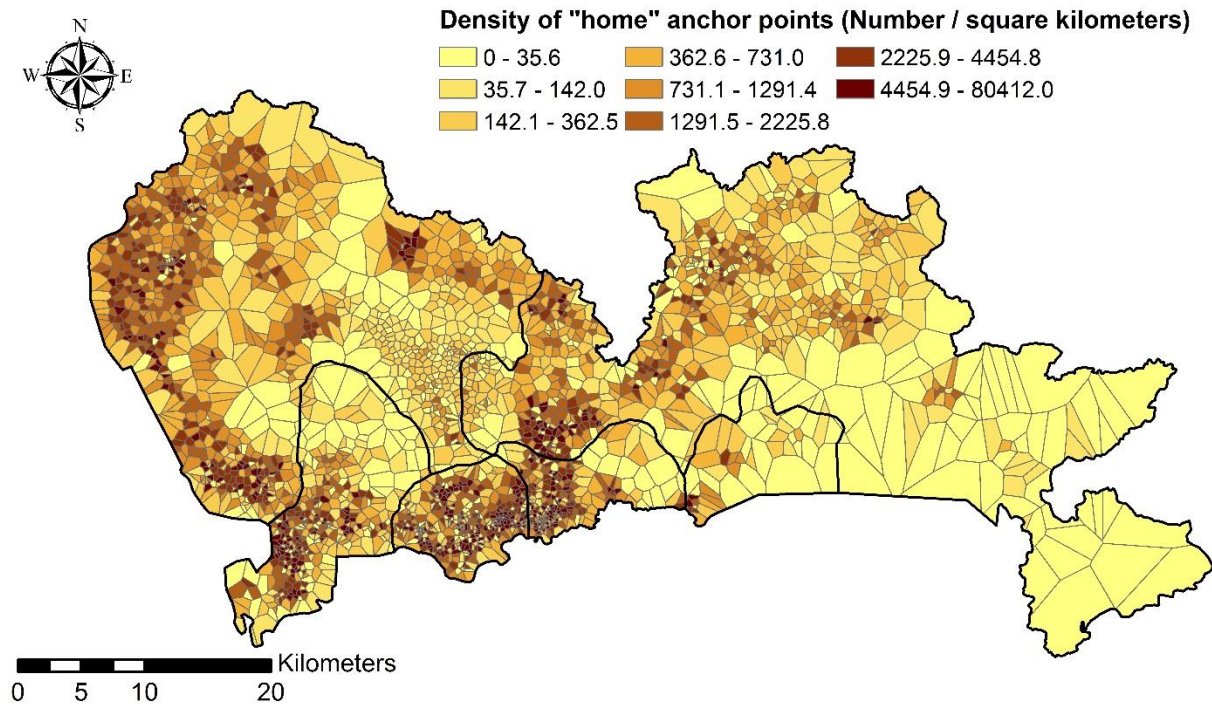 Density of "home" anchor points (Number / square kilometers)
0 - 35.6
362.6 - 731.0
2225.9 - 4454.8
35.7 - 142.0
731.1 - 1291.4
4454.9 - 80412.0
142.1 - 362.5
1291.5 - 2225.8
N
W
E
S
Kilometers
0 5 10 20